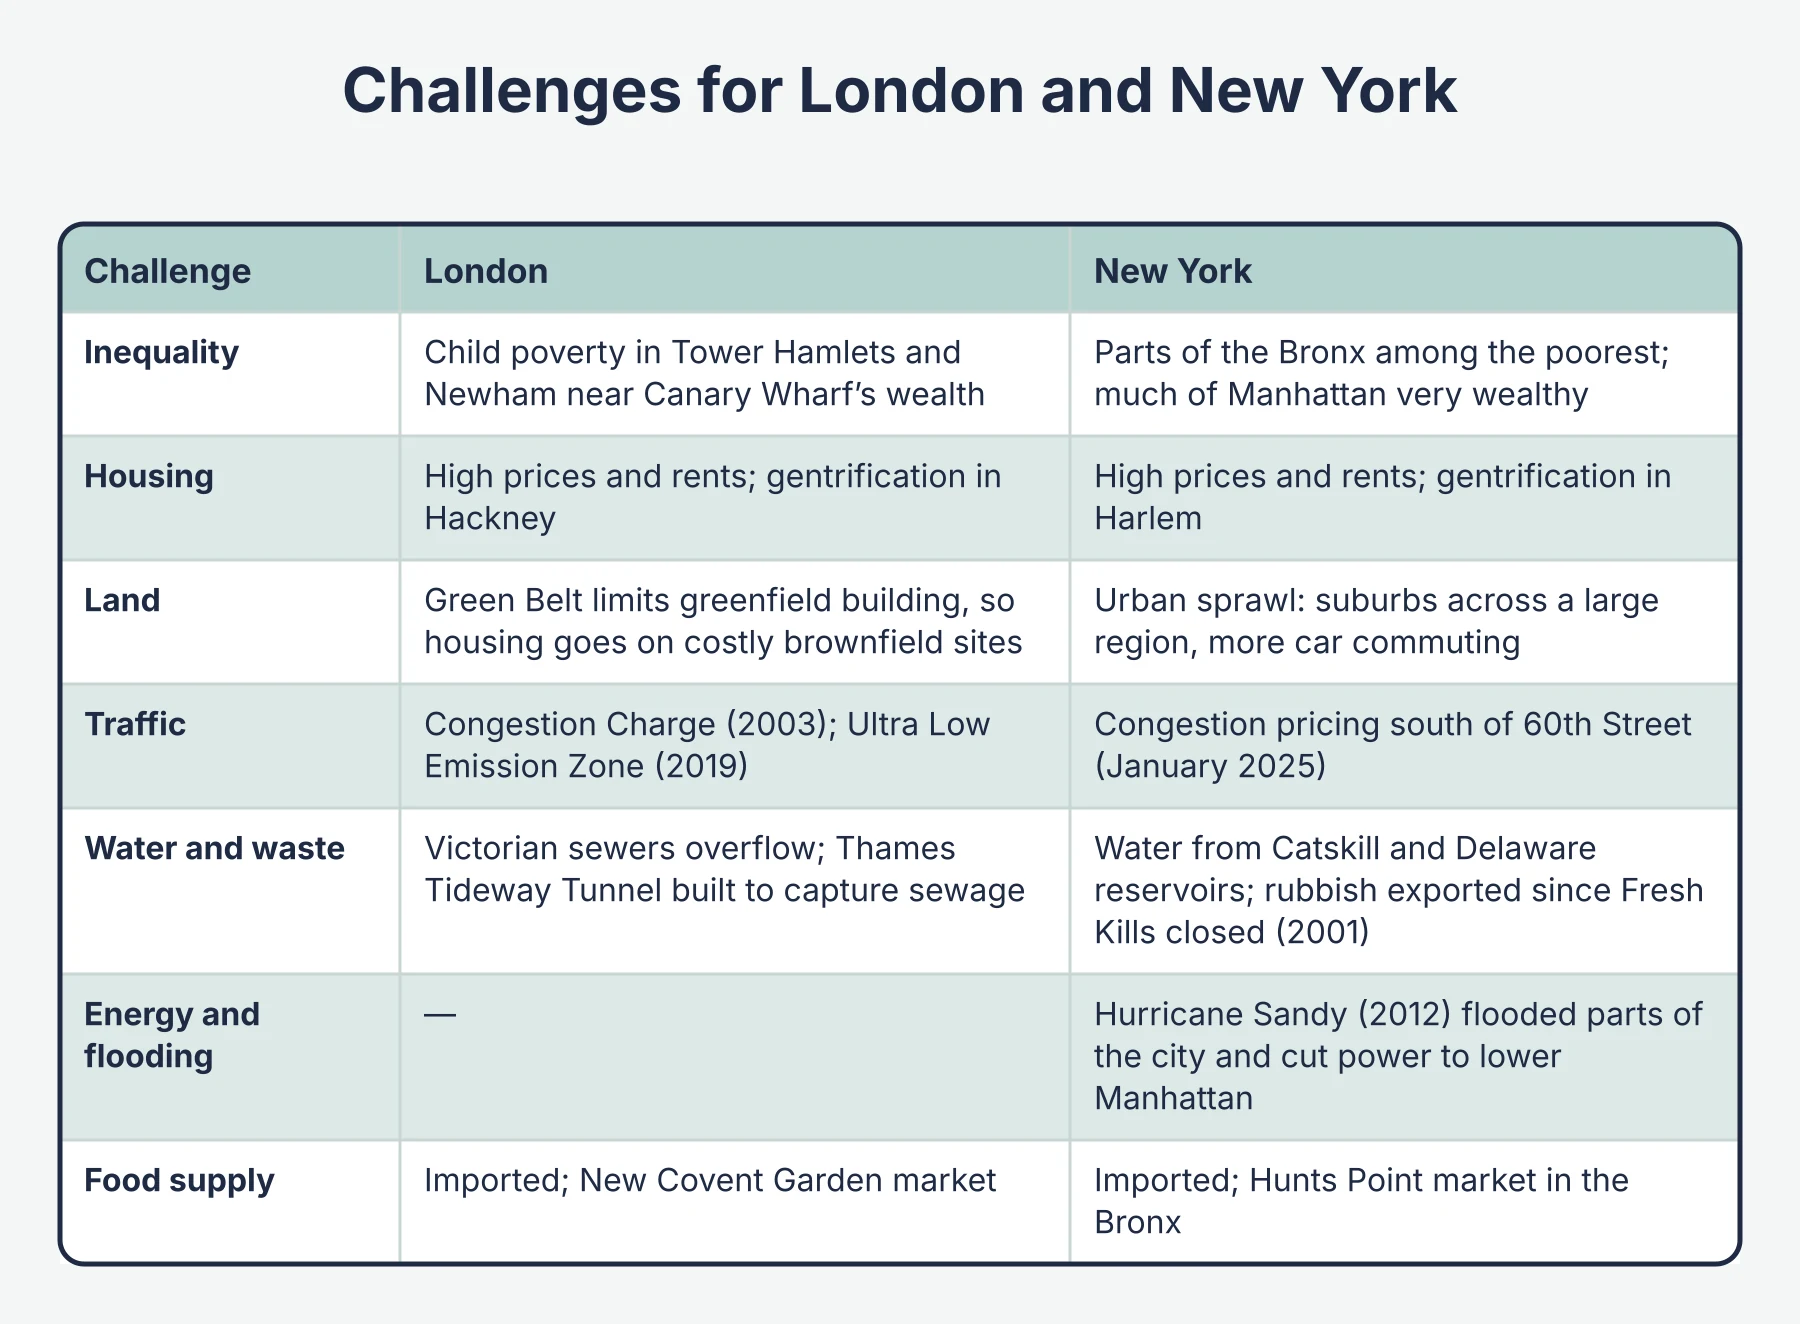 Challenges for London and New York
Challenge
London
New York
Inequality
Child poverty in Tower Hamlets and
Newham near Canary Wharf’s wealth
Parts of the Bronx among the poorest;
much of Manhattan very wealthy
Housing
High prices and rents; gentrification in
Hackney
High prices and rents; gentrification in
Harlem
Land
Green Belt limits greenfield building, so
housing goes on costly brownfield sites
Urban sprawl: suburbs across a large
region, more car commuting
Traffic
Congestion Charge (2003); Ultra Low
Emission Zone (2019)
Congestion pricing south of 60th Street
(January 2025)
Water and waste
Victorian sewers overflow; Thames
Tideway Tunnel built to capture sewage
Water from Catskill and Delaware
reservoirs; rubbish exported since Fresh
Kills closed (2001)
Energy and
flooding
—
Hurricane Sandy (2012) flooded parts of
the city and cut power to lower
Manhattan
Food supply
Imported; New Covent Garden market
Imported; Hunts Point market in the
Bronx